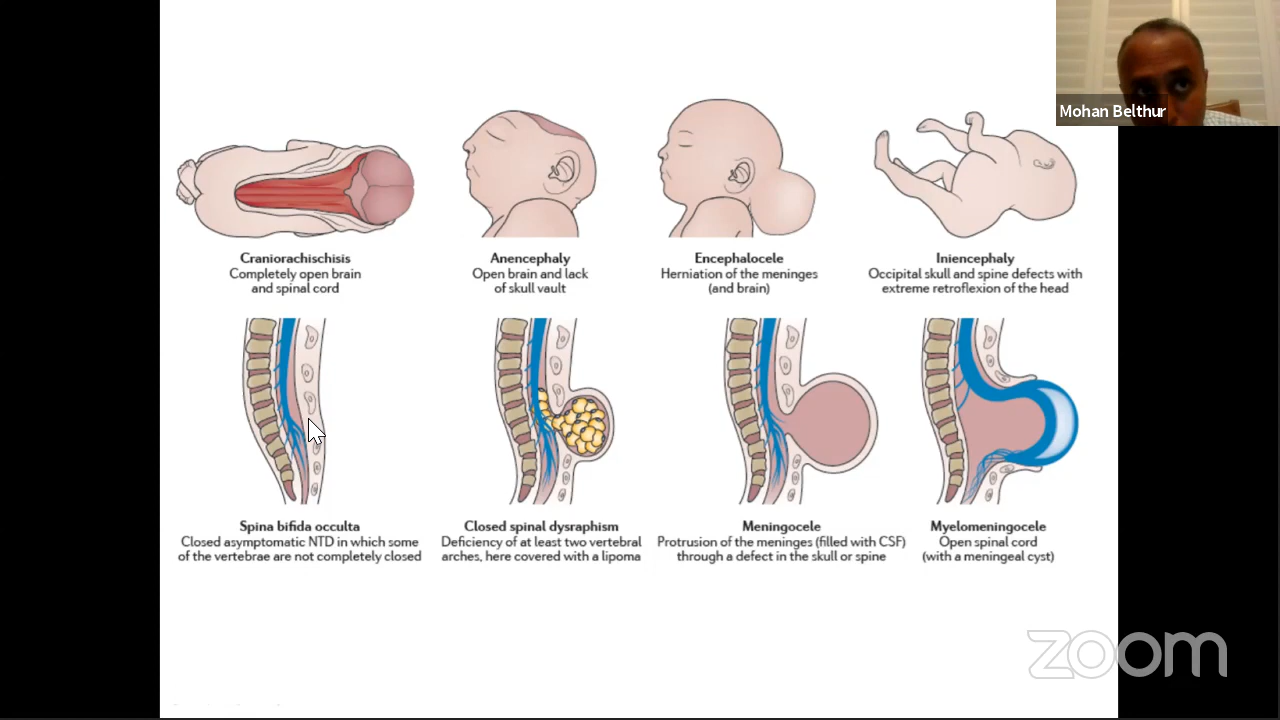 Mohan Belthur
Craniorachischisis
Completely open brain
and spinal cord
Anencephaly
Open brain and lack
of skull vault
Encephalocele
Herniation of the meninges
(and brain)
Iniencephaly
Occipital skull and spine defects with
extreme retroflexion of the head
Spina bifida occulta
Closed asymptomatic NTD in which some
of the vertebrae are not completely closed
Closed spinal dysraphism
Deficiency of at least two vertebral
arches, here covered with a lipoma
Meningocele
Protrusion of the meninges (filled with CSF)
through a defect in the skull or spine
Myelomeningocele
Open spinal cord
(with a meningeal cyst)
zoom